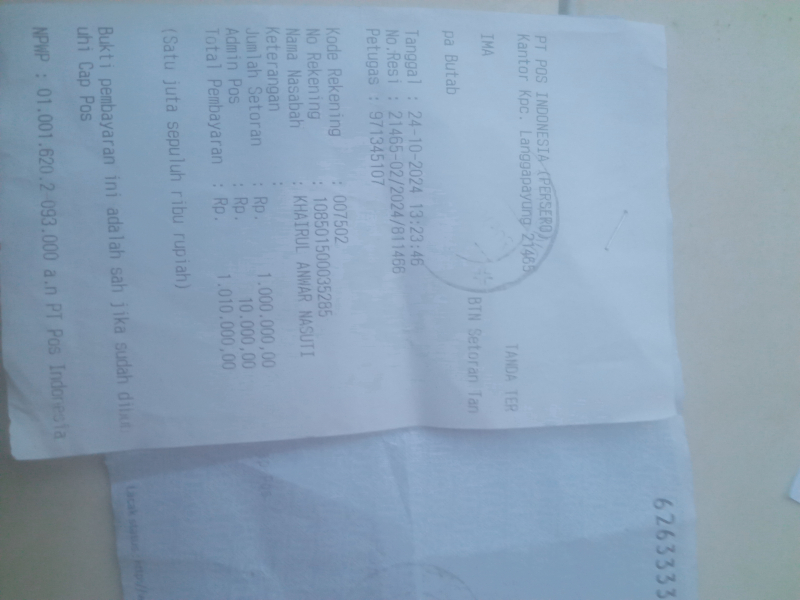 PT POS INDONESIA (PERSERO)
Kantor Kpc. Langgapayung 21465
TANDA TER
IMA
BTN Setoran Tan
pa Butab
Tanggal : 24-10-2024 13:23:46
No.Resi : 21465-02/2024/811466
Petugas : 971345107
Kode Rekening : 007502
No Rekening : 108501500035285
Nama Nasabah : KHAIRUL ANWAR NASUTI
Keterangan :
Jumlah Setoran : Rp. 1.000.000,00
Admin Pos : Rp. 10.000,00
Total Pembayaran : Rp. 1.010.000,00
(Satu juta sepuluh ribu rupiah)
Bukti pembayaran ini adalah sah jika sudah dibub
uhi Cap Pos
NPWP : 01.001.620.2-093.000 a.n PT Pos Indonesia
6263333